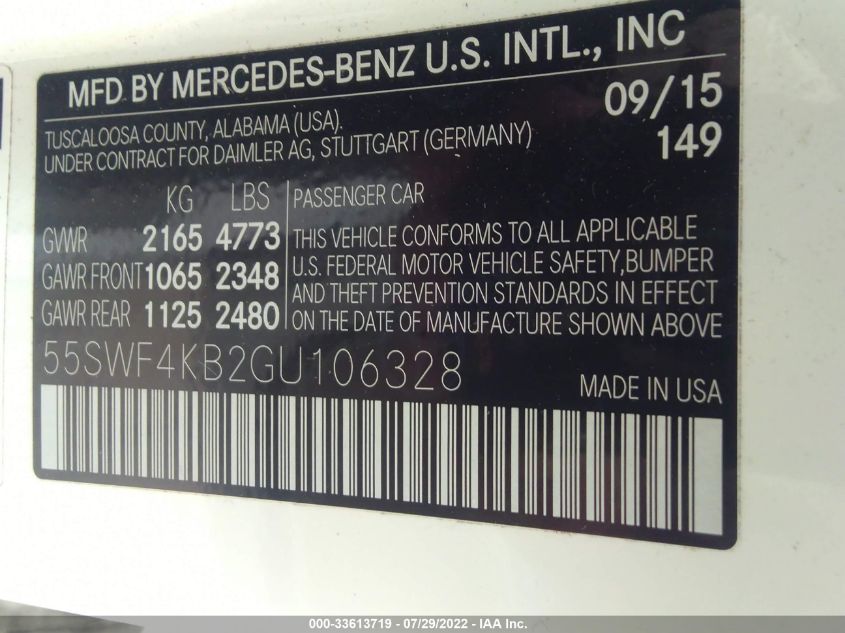 MFD BY MERCEDES-BENZ U.S. INTL., INC
TUSCALOOSA COUNTY, ALABAMA (USA).
UNDER CONTRACT FOR DAIMLER AG, STUTTGART (GERMANY)
09/15
149
KG LBS
GVWR 2165 4773
GAWR FRONT 1065 2348
GAWR REAR 1125 2480
PASSENGER CAR
THIS VEHICLE CONFORMS TO ALL APPLICABLE
U.S. FEDERAL MOTOR VEHICLE SAFETY,BUMPER
AND THEFT PREVENTION STANDARDS IN EFFECT
ON THE DATE OF MANUFACTURE SHOWN ABOVE
55SWF4KB2GU106328
MADE IN USA
000-33613719 - 07/29/2022 - IAA Inc.